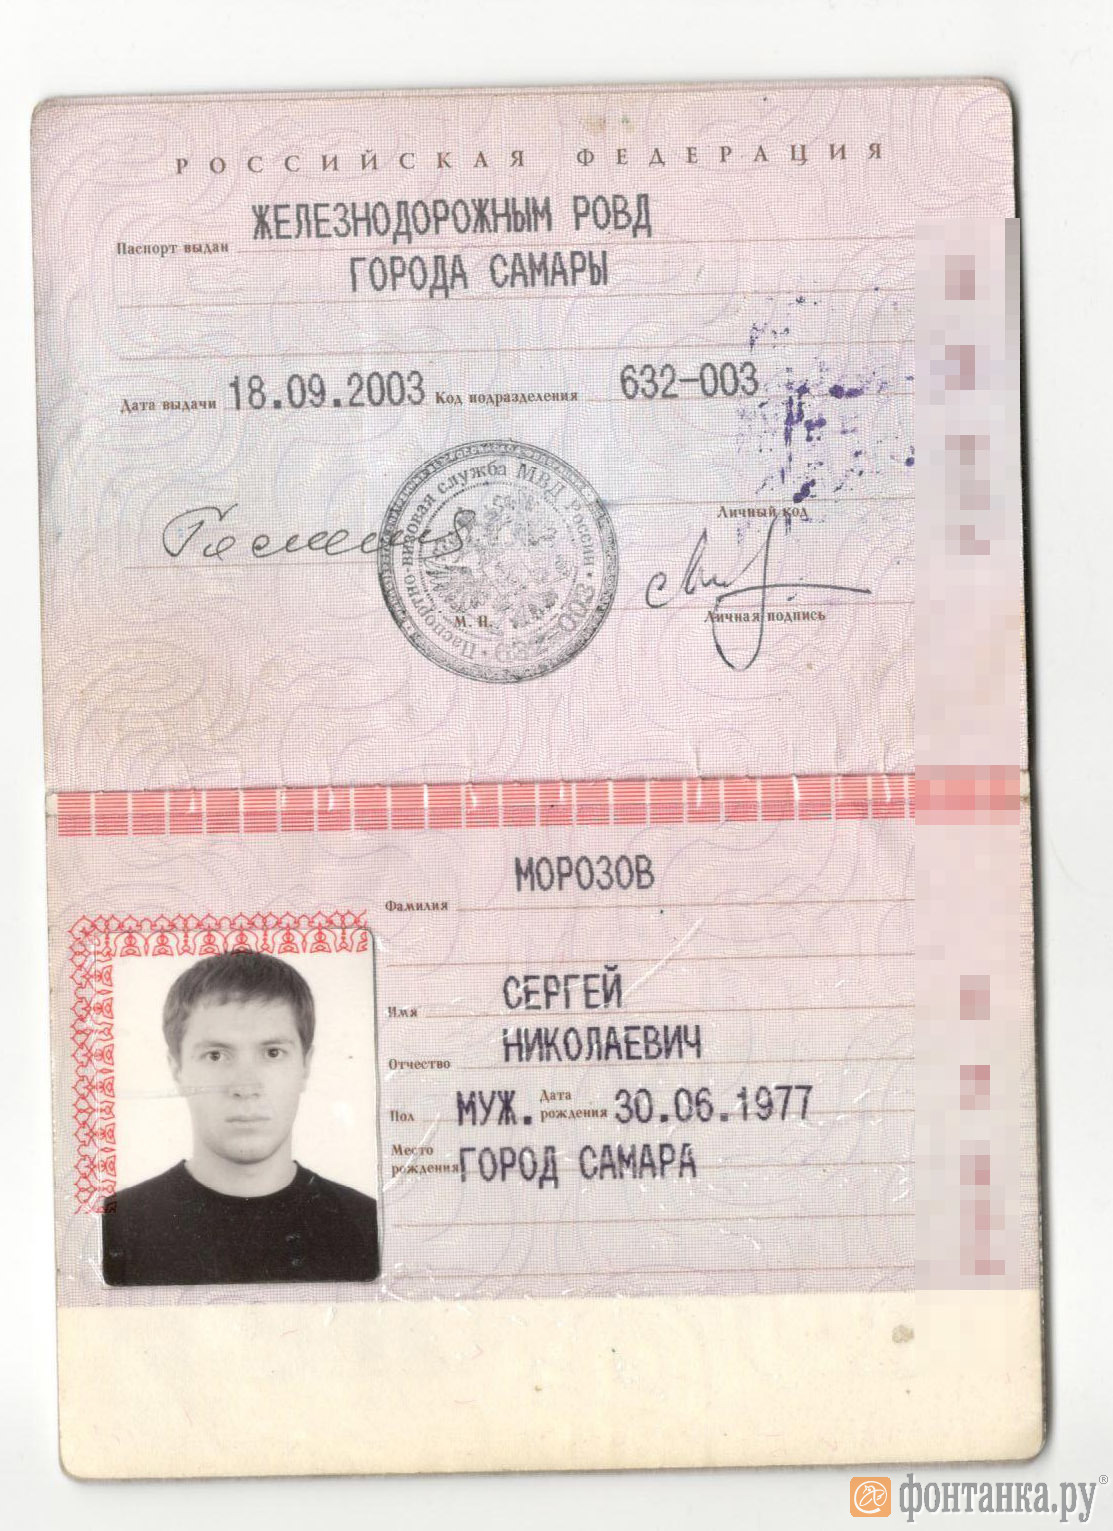 РОССИЙСКАЯ ФЕДЕРАЦИЯ
Паспорт выдан ЖЕЛЕЗНОДОРОЖНЫМ РОВД
ГОРОДА САМАРЫ
Дата выдачи 18.09.2003 Код подразделения 632-003
Паспортно-визовая служба МВД России • 632-003
Личный код
М. П.
Личная подпись
МОРОЗОВ
Фамилия
Имя СЕРГЕЙ
Отчество НИКОЛАЕВИЧ
Пол МУЖ. Дата рождения 30.06.1977
Место рождения ГОРОД САМАРА
фонтанка.ру®